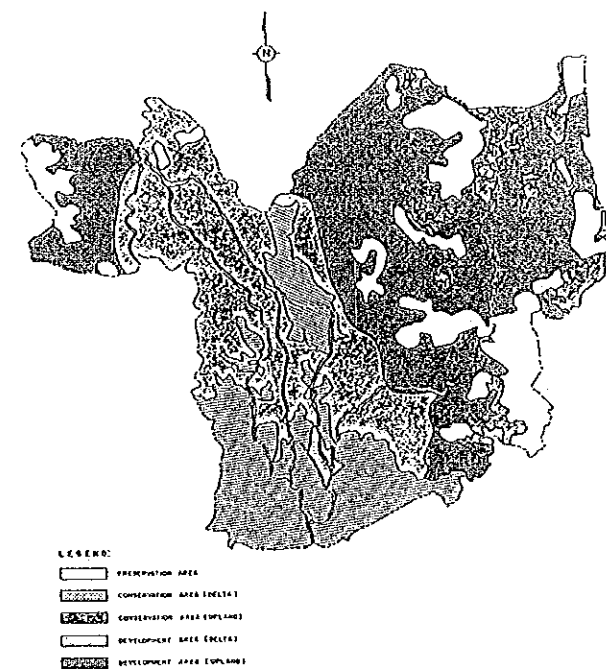 N
LEGEND:
PRESERVATION AREA
CONSERVATION AREA (DELTA)
CONSERVATION AREA (UPLAND)
DEVELOPMENT AREA (DELTA)
DEVELOPMENT AREA (UPLAND)